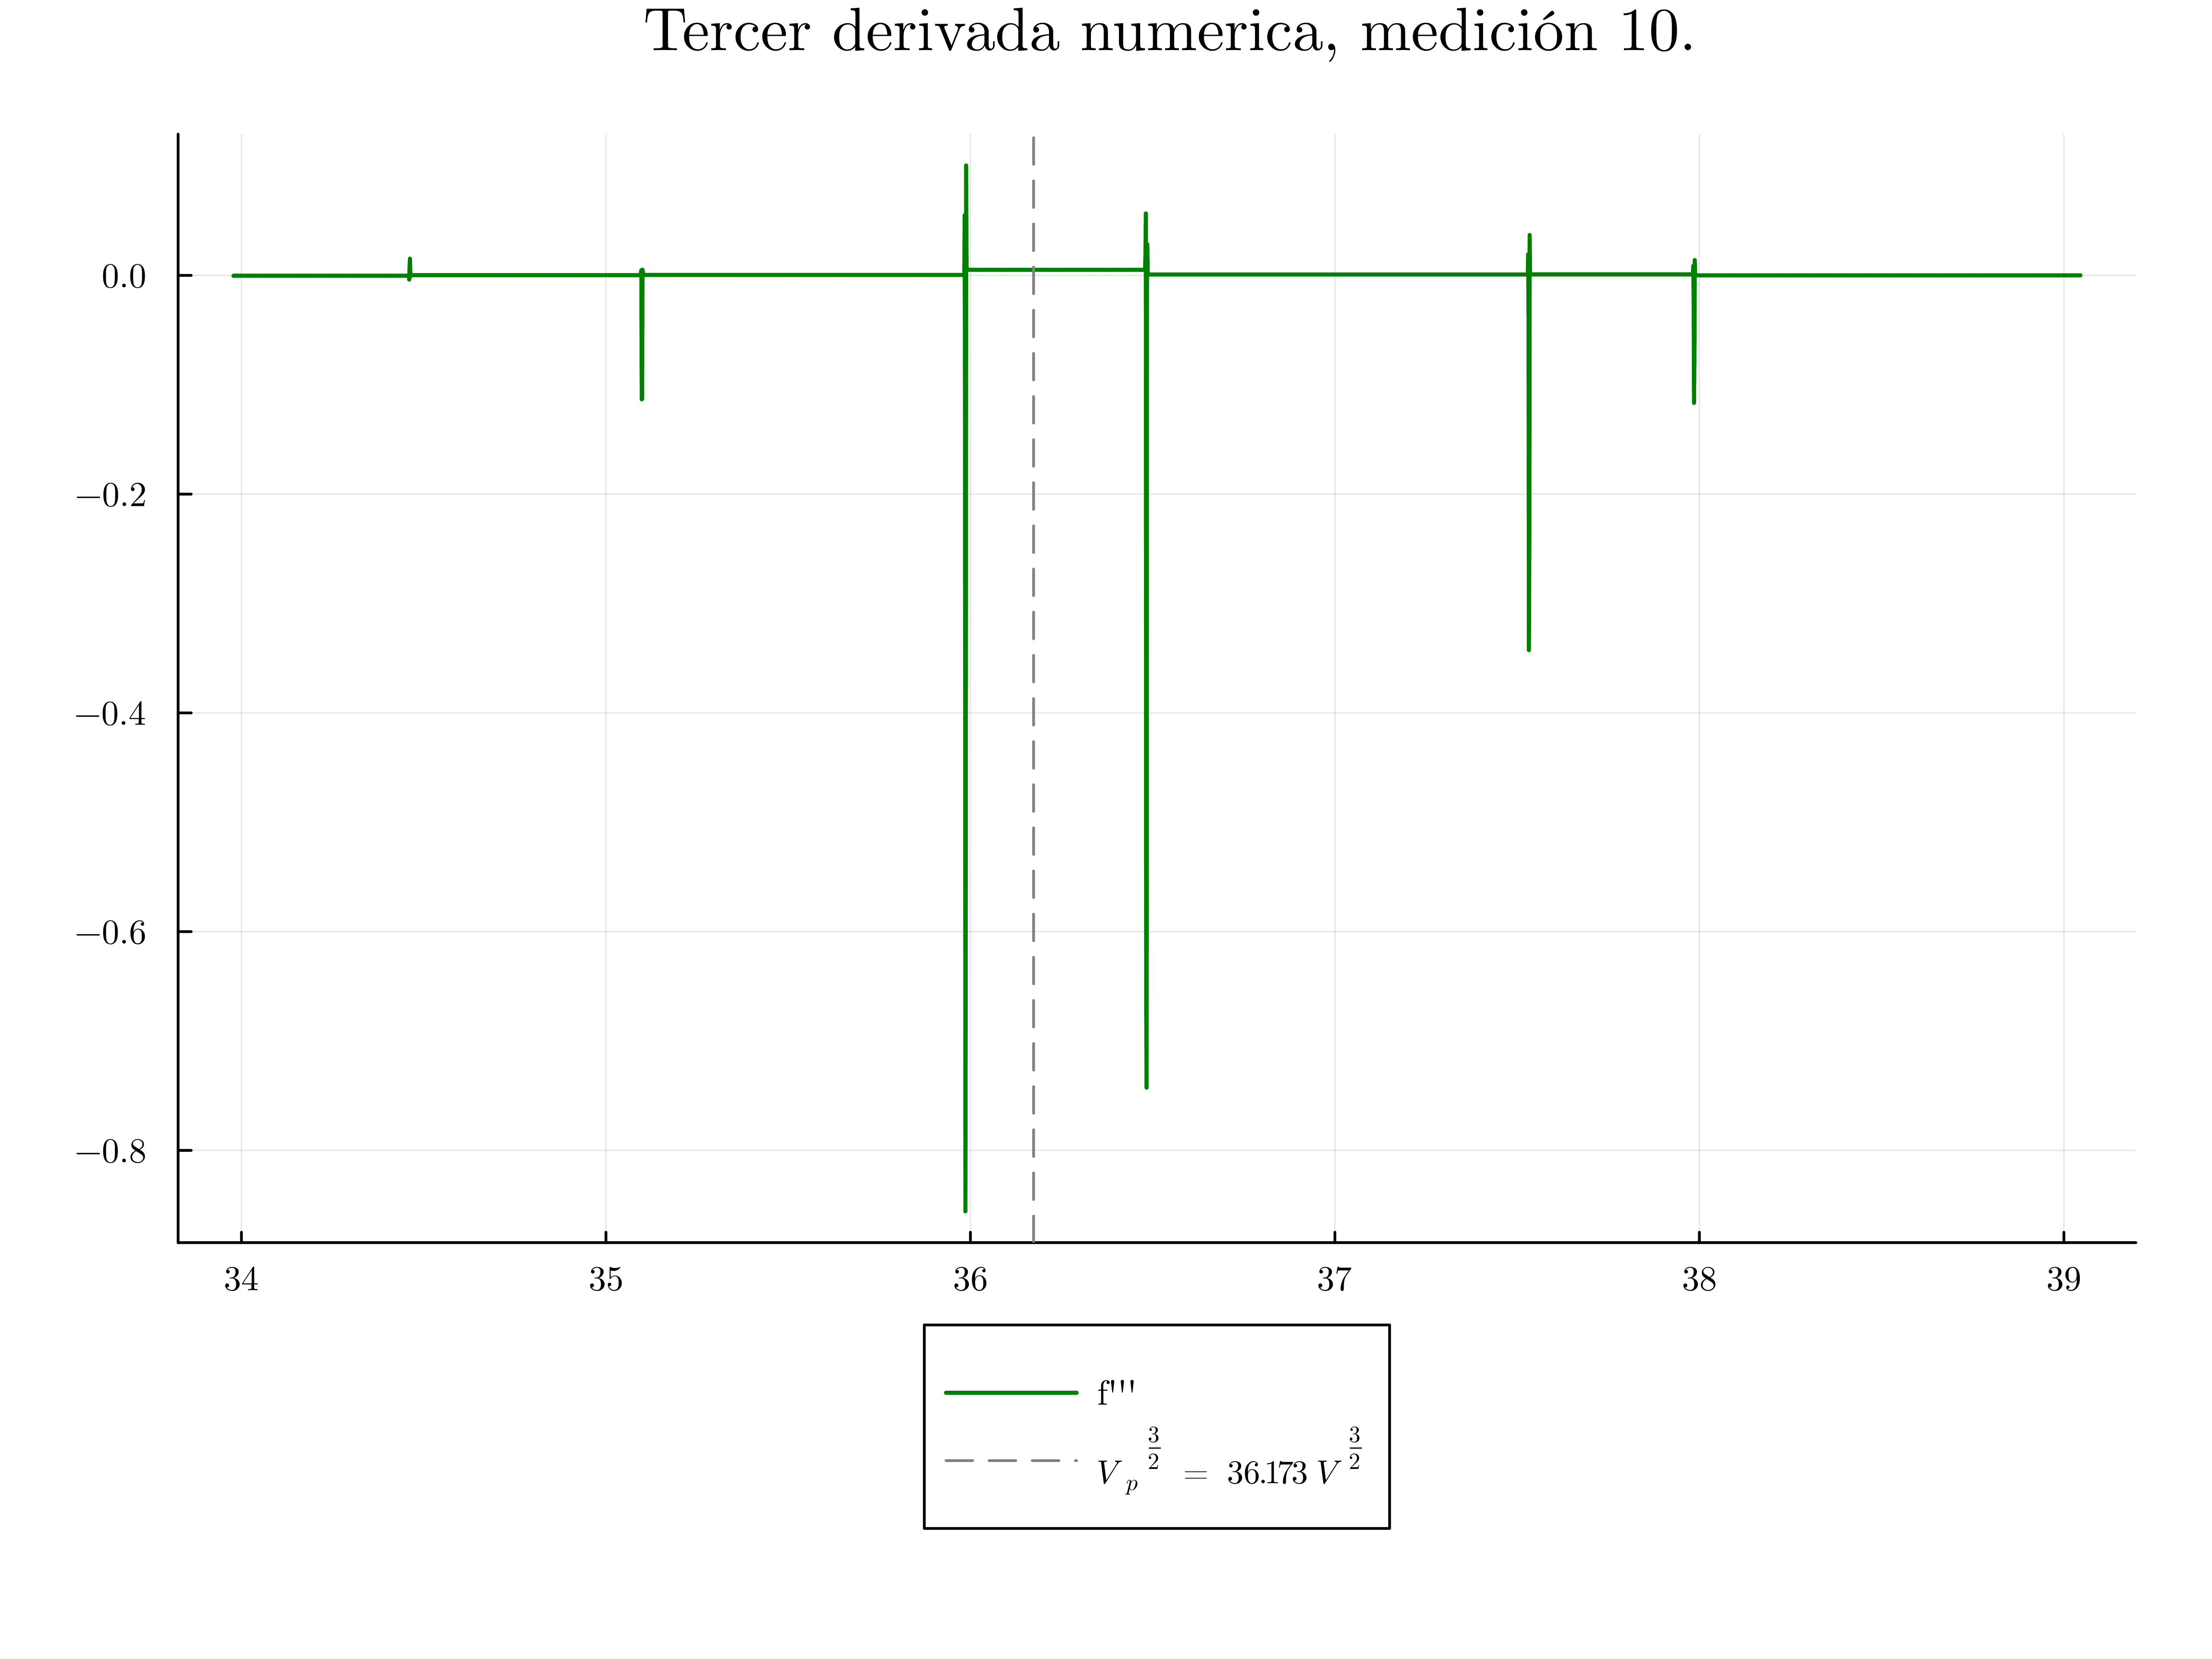 Tercer derivada numerica, medición 10.
0.0
−0.2
−0.4
−0.6
−0.8
34 35 36 37 38 39
f'''
V_p^{3/2} = 36.173 V^{3/2}